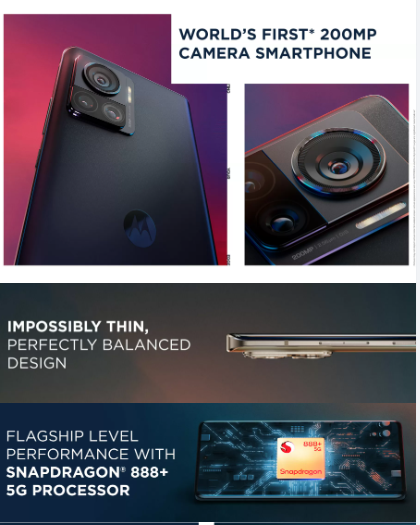 WORLD'S FIRST* 200MP
CAMERA SMARTPHONE
200MP
IMPOSSIBLY THIN,
PERFECTLY BALANCED
DESIGN
FLAGSHIP LEVEL
PERFORMANCE WITH
SNAPDRAGON® 888+
5G PROCESSOR
888+
5G
Snapdragon